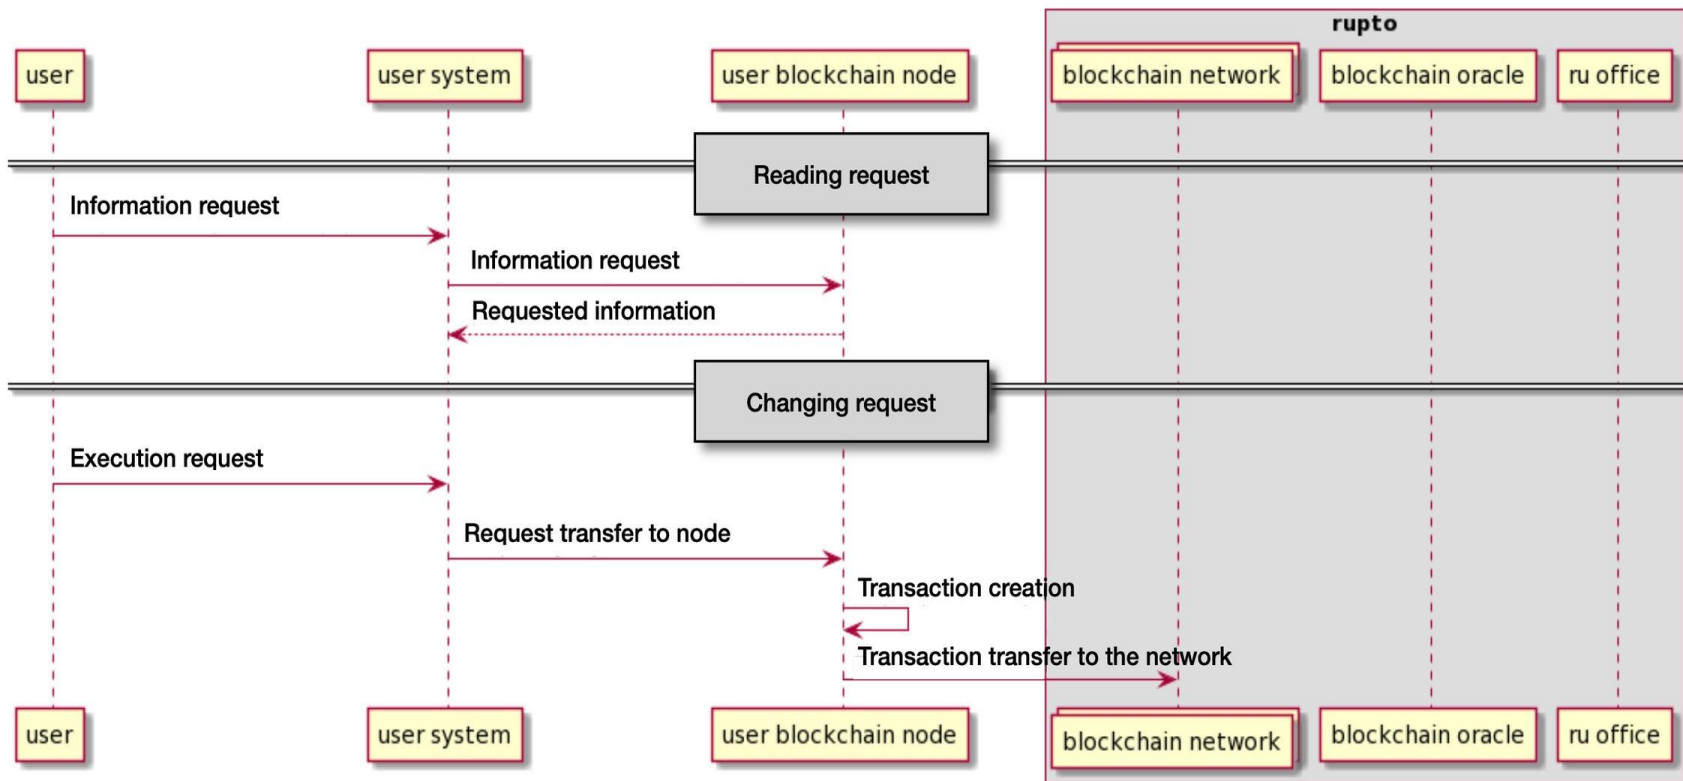 rupto
user
user system
user blockchain node
blockchain network
blockchain oracle
ru office
Reading request
Information request
Information request
Requested information
Changing request
Execution request
Request transfer to node
Transaction creation
Transaction transfer to the network
user
user system
user blockchain node
blockchain network
blockchain oracle
ru office